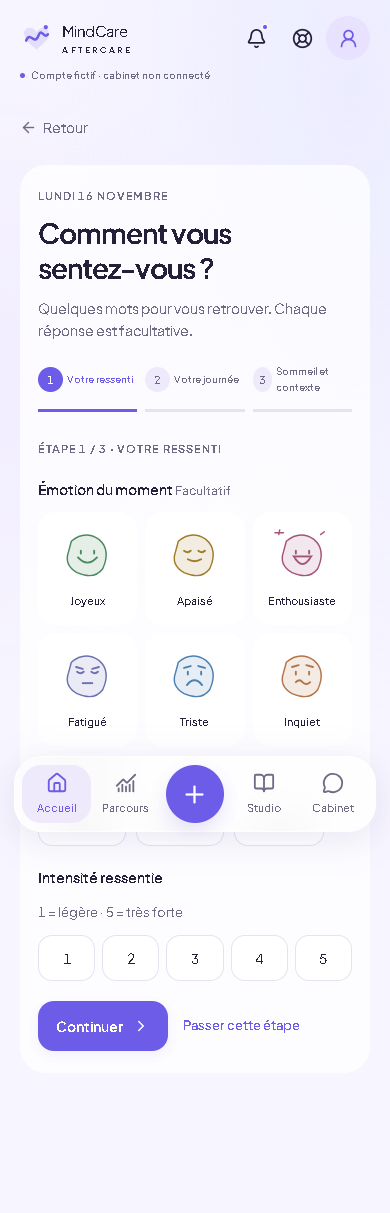 MindCare
AFTERCARE
Compte fictif · cabinet non connecté
Retour
LUNDI 16 NOVEMBRE
Comment vous
sentez-vous ?
Quelques mots pour vous retrouver. Chaque
réponse est facultative.
1 Votre ressenti
2 Votre journée
3 Sommeil et
contexte
ÉTAPE 1 / 3 · VOTRE RESSENTI
Émotion du moment Facultatif
Joyeux
Apaisé
Enthousiaste
Fatigué
Triste
Inquiet
Accueil
Parcours
Studio
Cabinet
Intensité ressentie
1 = légère · 5 = très forte
1 2 3 4 5
Continuer
Passer cette étape